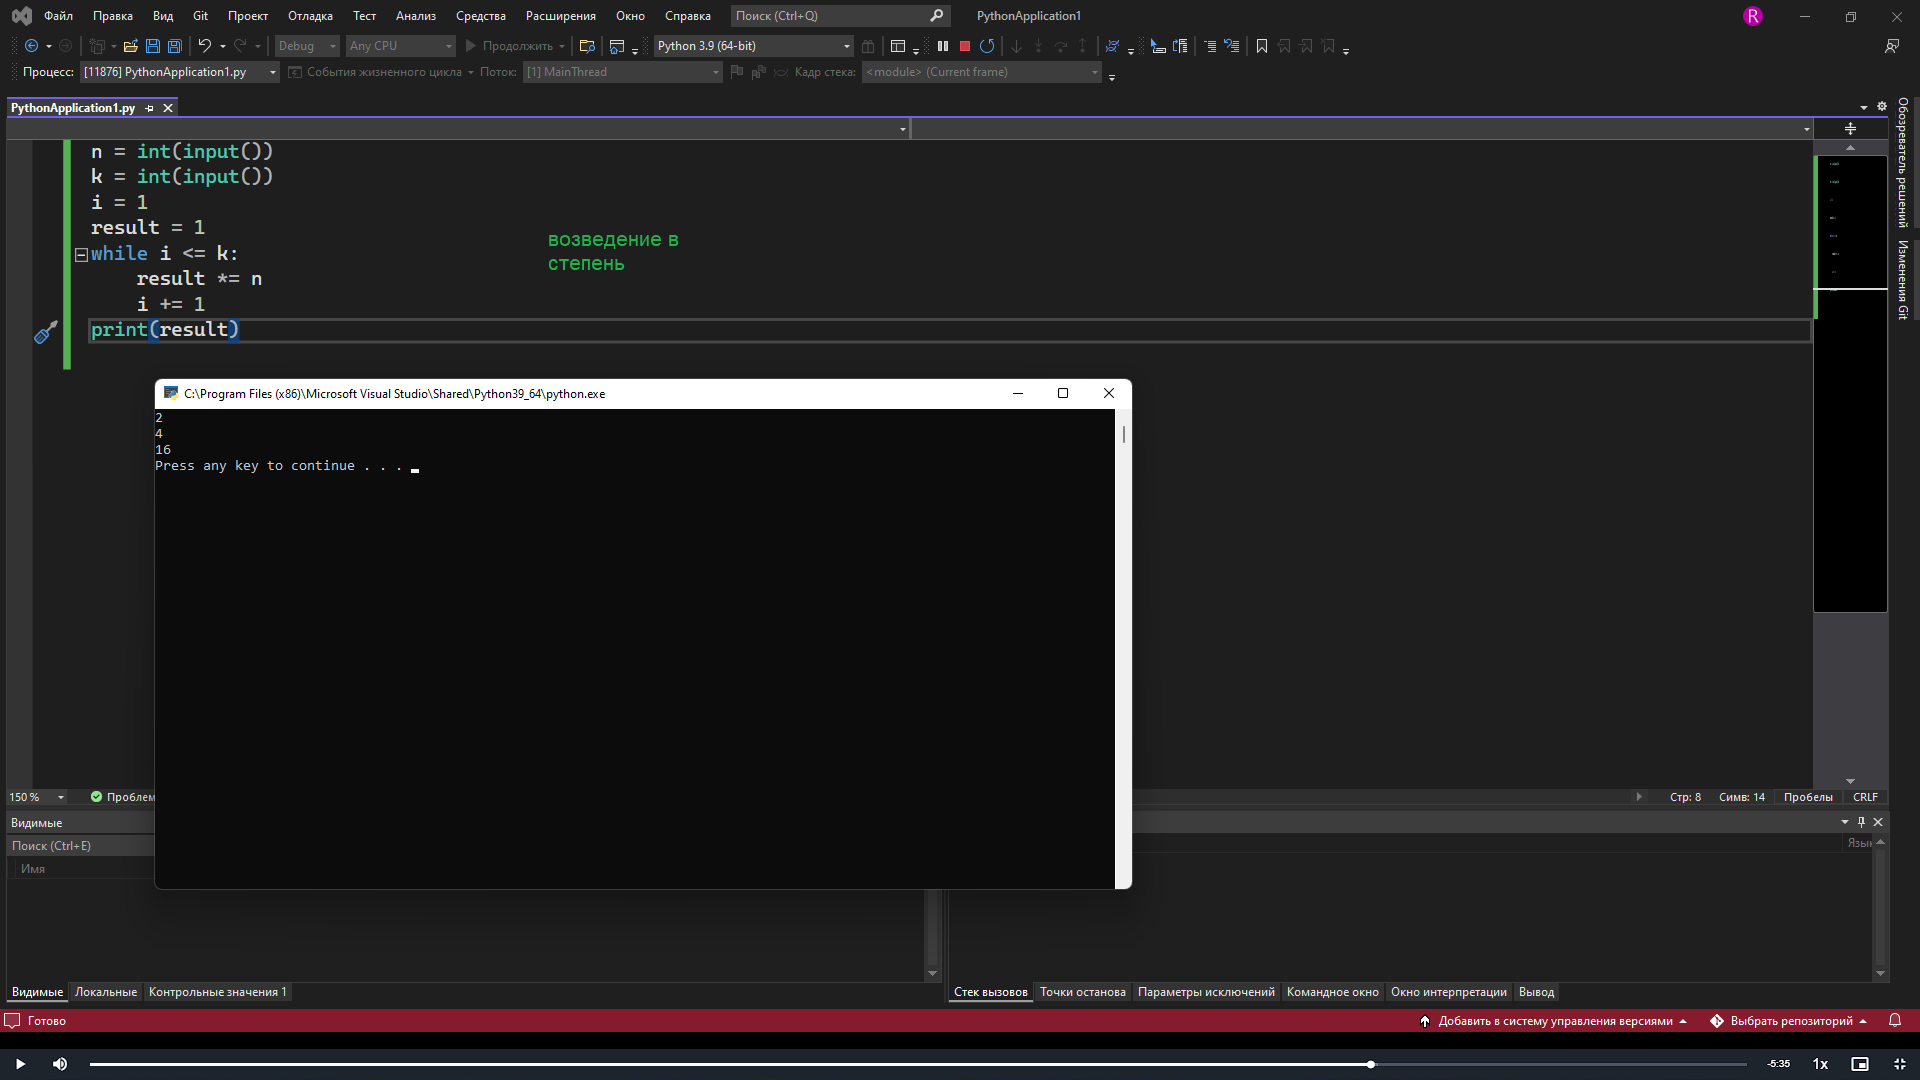 Файл Правка Вид Git Проект Отладка Тест Анализ Средства Расширения Окно Справка Поиск (Ctrl+Q) PythonApplication1 R
Debug Any CPU Продолжить Python 3.9 (64-bit)
Процесс: [11876] PythonApplication1.py События жизненного цикла Поток: [1] MainThread Кадр стека: <module> (Current frame)
PythonApplication1.py
Обозреватель решений
Изменения Git
n = int(input())
k = int(input())
i = 1
result = 1
while i <= k:
result *= n
i += 1
print(result)
возведение в
степень
C:\Program Files (x86)\Microsoft Visual Studio\Shared\Python39_64\python.exe
2
4
16
Press any key to continue . . .
150 % Проблем Стр: 8 Симв: 14 Пробелы CRLF
Видимые
Поиск (Ctrl+E)
Имя
Язык
Видимые Локальные Контрольные значения 1
Стек вызовов Точки останова Параметры исключений Командное окно Окно интерпретации Вывод
Готово Добавить в систему управления версиями Выбрать репозиторий
-5:35 1x